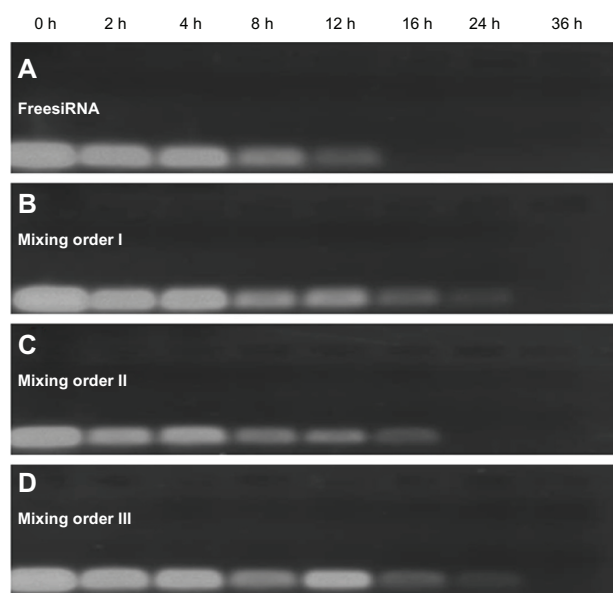 0 h 2 h 4 h 8 h 12 h 16 h 24 h 36 h
A
FreesiRNA
B
Mixing order I
C
Mixing order II
D
Mixing order III